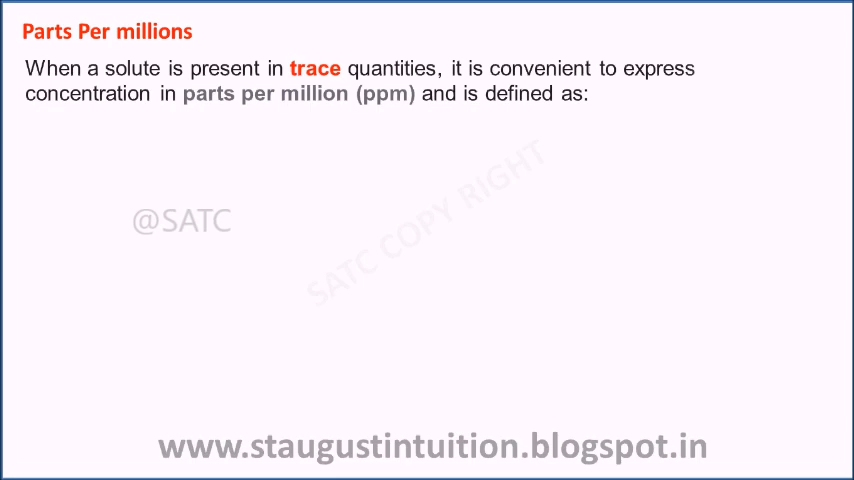 Parts Per millions
When a solute is present in trace quantities, it is convenient to express
concentration in parts per million (ppm) and is defined as:
SATC COPY RIGHT
@SATC
www.staugustintuition.blogspot.in